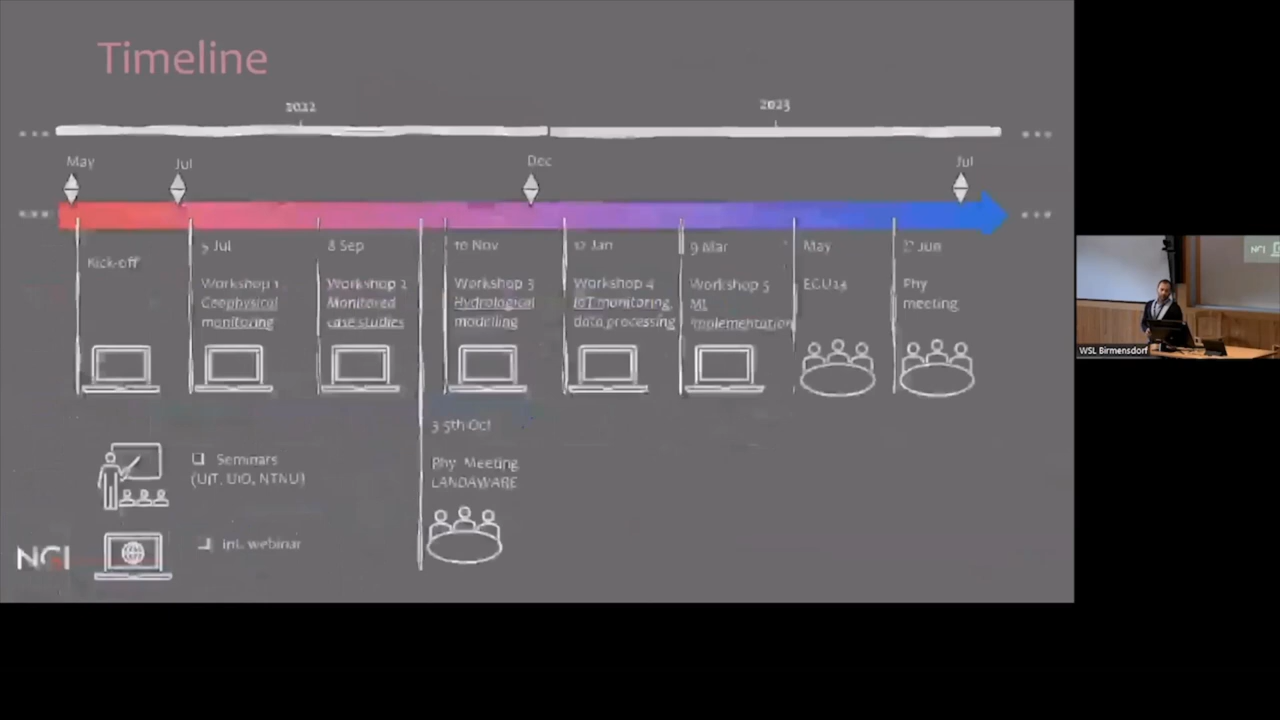 Timeline
2022
2023
May
Jul
Dec
Jul
Kick-off
5 Jul
Workshop 1
Geophysical
monitoring
8 Sep
Workshop 2
Monitored
case studies
10 Nov
Workshop 3
Hydrological
modelling
12 Jan
Workshop 4
IoT monitoring,
data processing
9 Mar
Workshop 5
ML
implementation
May
Jun
Phy
meeting
3-5th Oct
Phy. Meeting
LANDAWARE
Seminars
(UiT, UiO, NTNU)
Int. webinar
NGI
NGI
WSL Birmensdorf